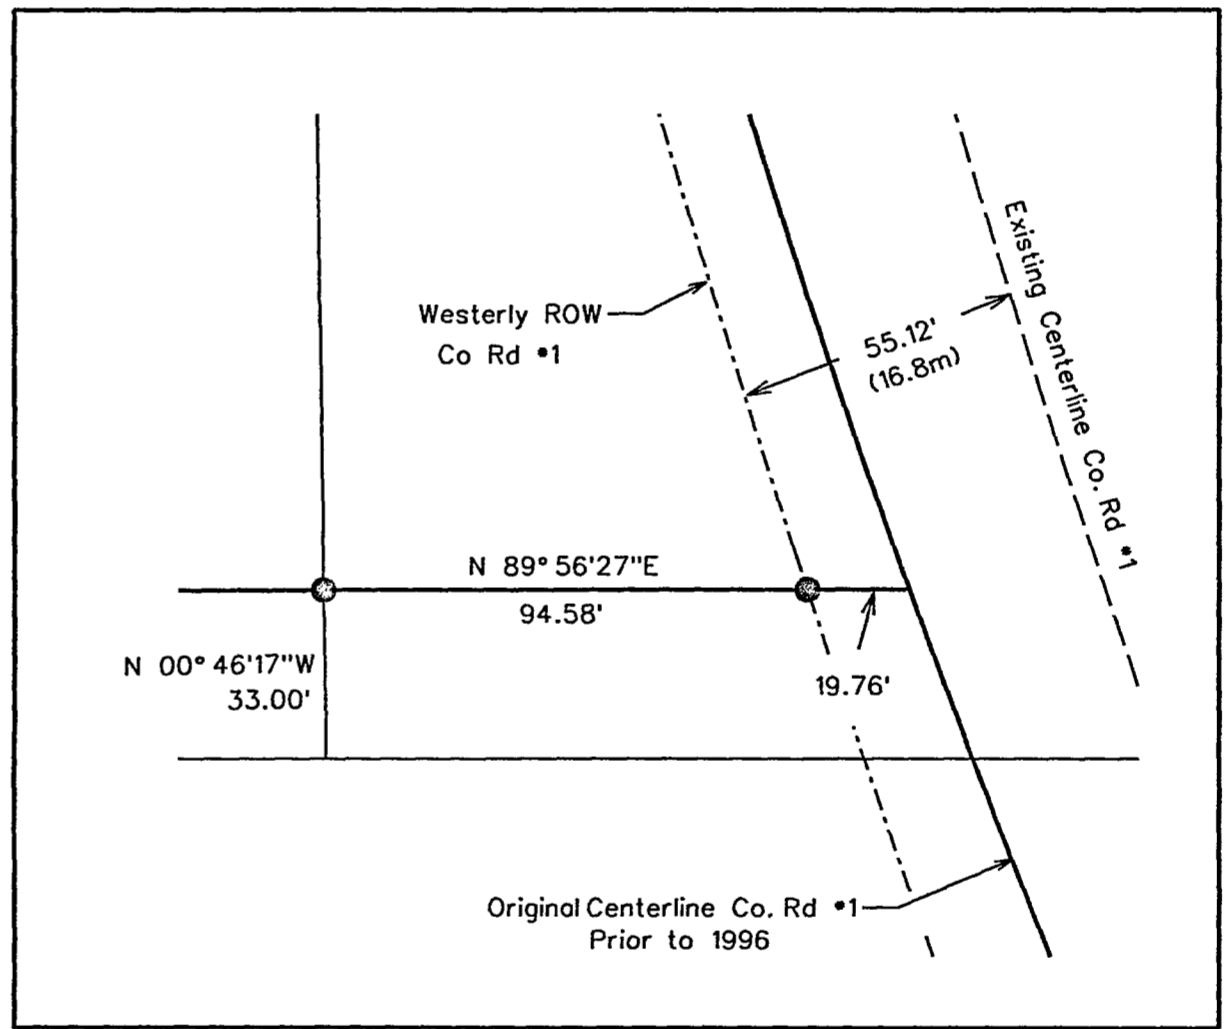 Existing Centerline Co. Rd #1
Westerly ROW
Co Rd #1
55.12'
(16.8m)
N 89° 56'27"E
94.58'
N 00° 46'17"W
33.00'
19.76'
Original Centerline Co. Rd #1
Prior to 1996